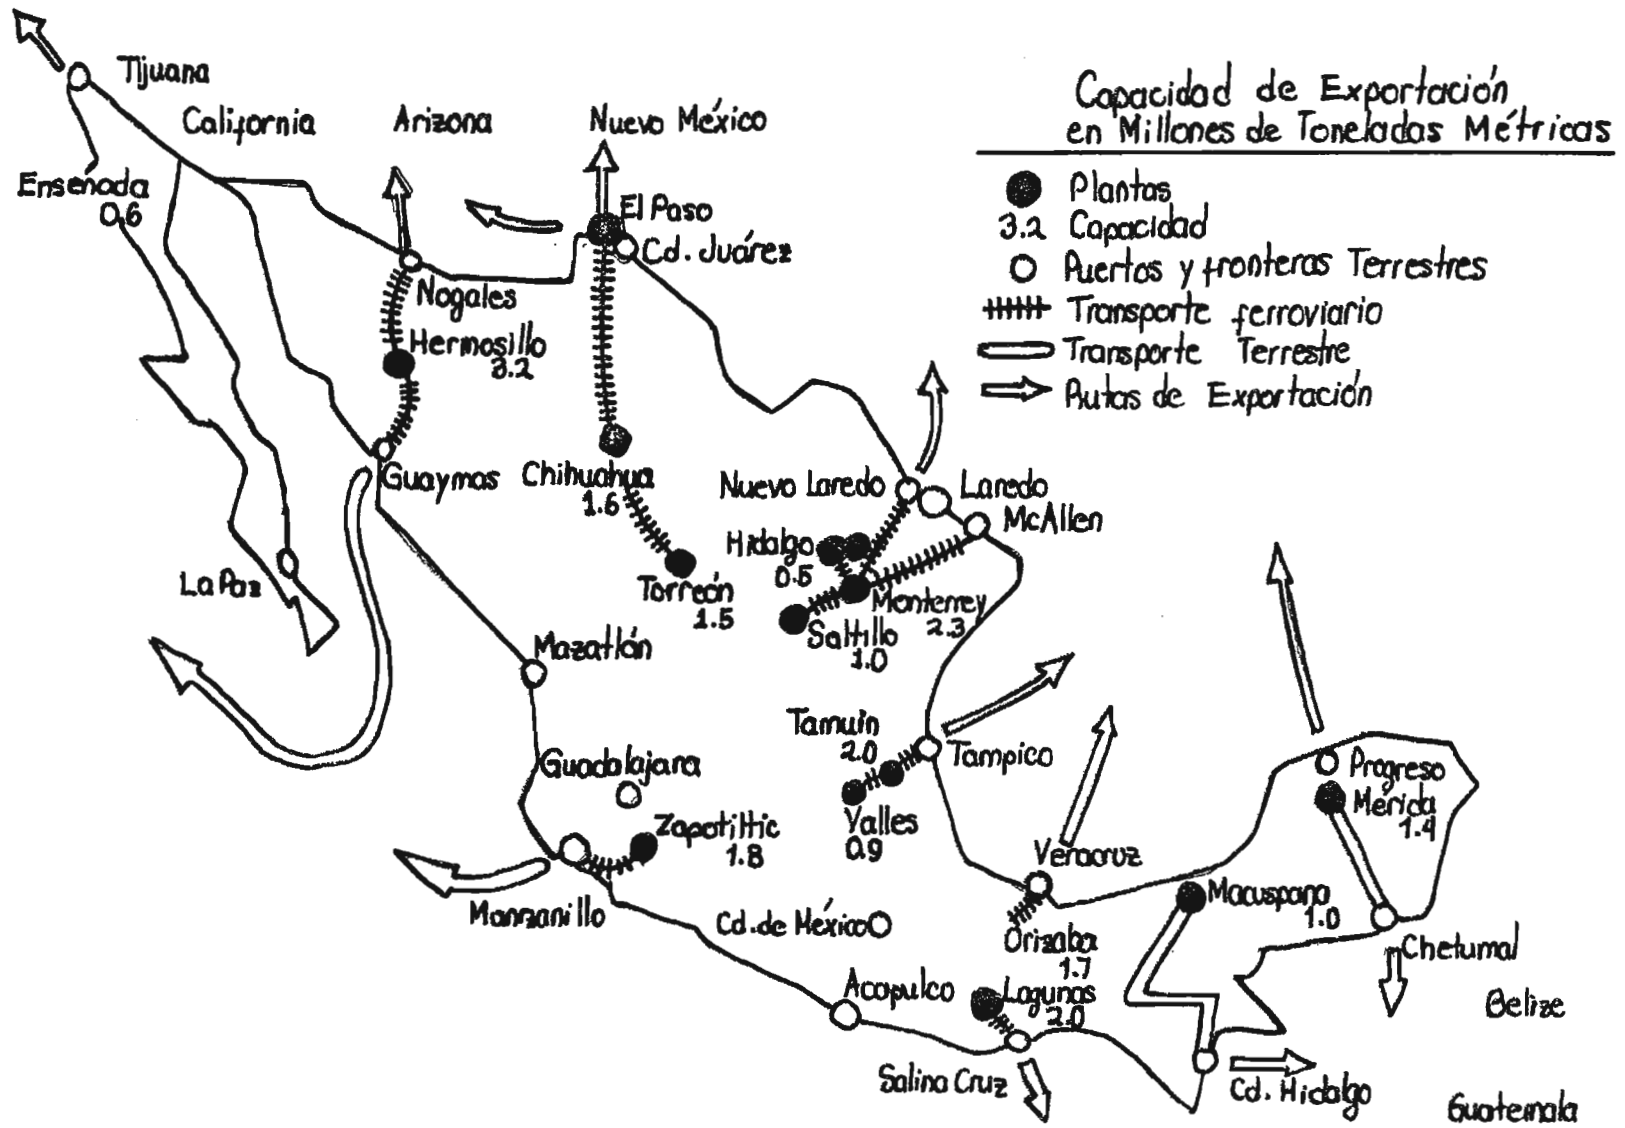 Capacidad de Exportación
en Millones de Toneladas Métricas
Plantas
3.2 Capacidad
Puertos y fronteras Terrestres
Transporte ferroviario
Transporte Terrestre
Rutas de Exportación
Tijuana
California
Arizona
Nuevo México
Ensenada
0.6
El Paso
Cd. Juárez
Nogales
Hermosillo
3.2
Guaymas
Chihuahua
1.6
Nuevo Laredo
Laredo
McAllen
Hidalgo
0.5
La Paz
Torreón
1.5
Monterrey
2.3
Saltillo
1.0
Mazatlán
Tamuin
2.0
Tampico
Guadalajara
Progreso
Mérida
1.4
Valles
0.9
Zapotiltic
1.8
Veracruz
Macuspana
1.0
Manzanillo
Cd. de México
Orizaba
1.7
Chetumal
Acapulco
Lagunas
2.0
Belize
Salina Cruz
Cd. Hidalgo
Guatemala